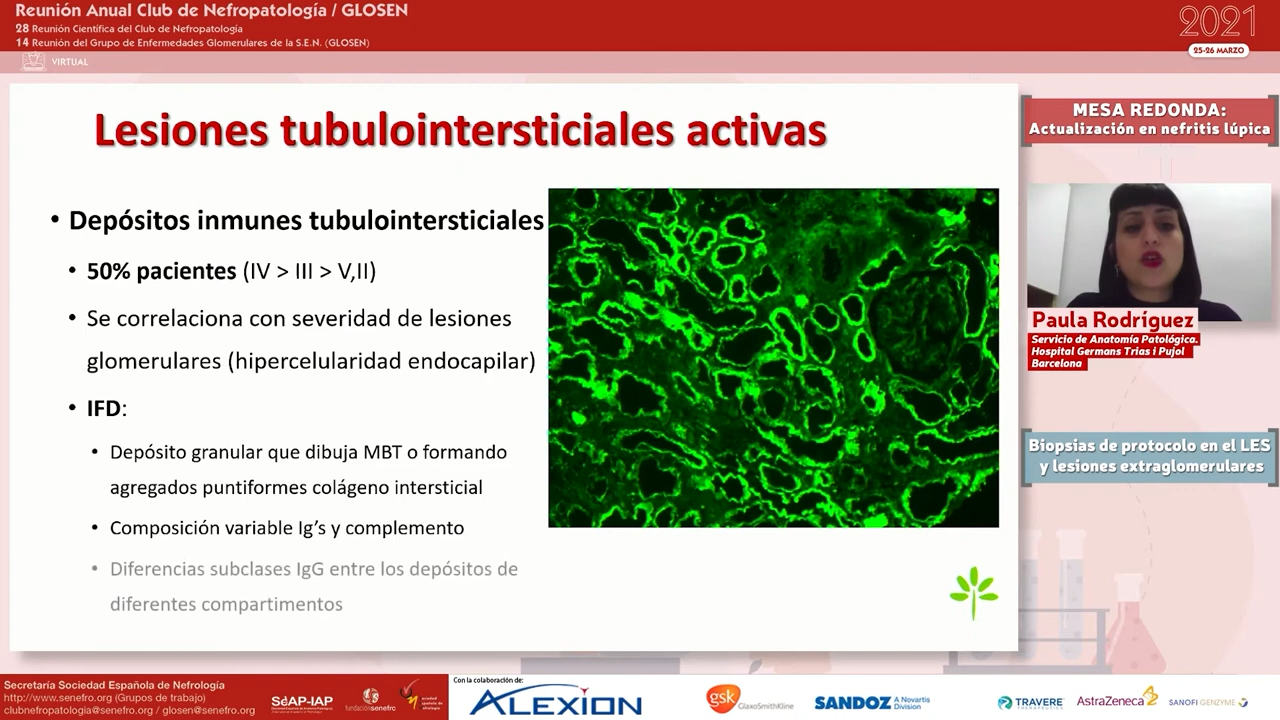 Reunión Anual Club de Nefropatología / GLOSEN
28 Reunión Científica del Club de Nefropatología
14 Reunión del Grupo de Enfermedades Glomerulares de la S.E.N. (GLOSEN)
VIRTUAL
2021
25-26 MARZO
Lesiones tubulointersticiales activas
• Depósitos inmunes tubulointersticiales
• 50% pacientes (IV > III > V,II)
• Se correlaciona con severidad de lesiones
glomerulares (hipercelularidad endocapilar)
• IFD:
• Depósito granular que dibuja MBT o formando
agregados puntiformes colágeno intersticial
• Composición variable Ig’s y complemento
• Diferencias subclases IgG entre los depósitos de
diferentes compartimentos
MESA REDONDA:
Actualización en nefritis lúpica
Paula Rodríguez
Servicio de Anatomía Patológica.
Hospital Germans Trias i Pujol
Barcelona
Biopsias de protocolo en el LES
y lesiones extraglomerulares
Secretaría Sociedad Española de Nefrología
http://www.senefro.org (Grupos de trabajo)
clubnefropatologia@senefro.org / glosen@senefro.org
SEAP-IAP
fundaciónsenefro
Con la colaboración de:
ALEXION
gsk
GlaxoSmithKline
SANDOZ A Novartis
Division
TRAVERE
THERAPEUTICS
AstraZeneca
SANOFI GENZYME